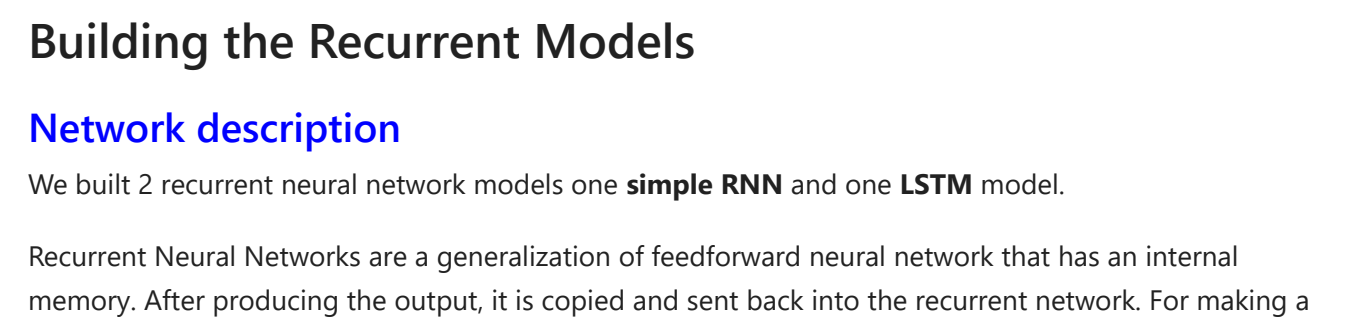 Building the Recurrent Models
Network description
We built 2 recurrent neural network models one simple RNN and one LSTM model.
Recurrent Neural Networks are a generalization of feedforward neural network that has an internal
memory. After producing the output, it is copied and sent back into the recurrent network. For making a